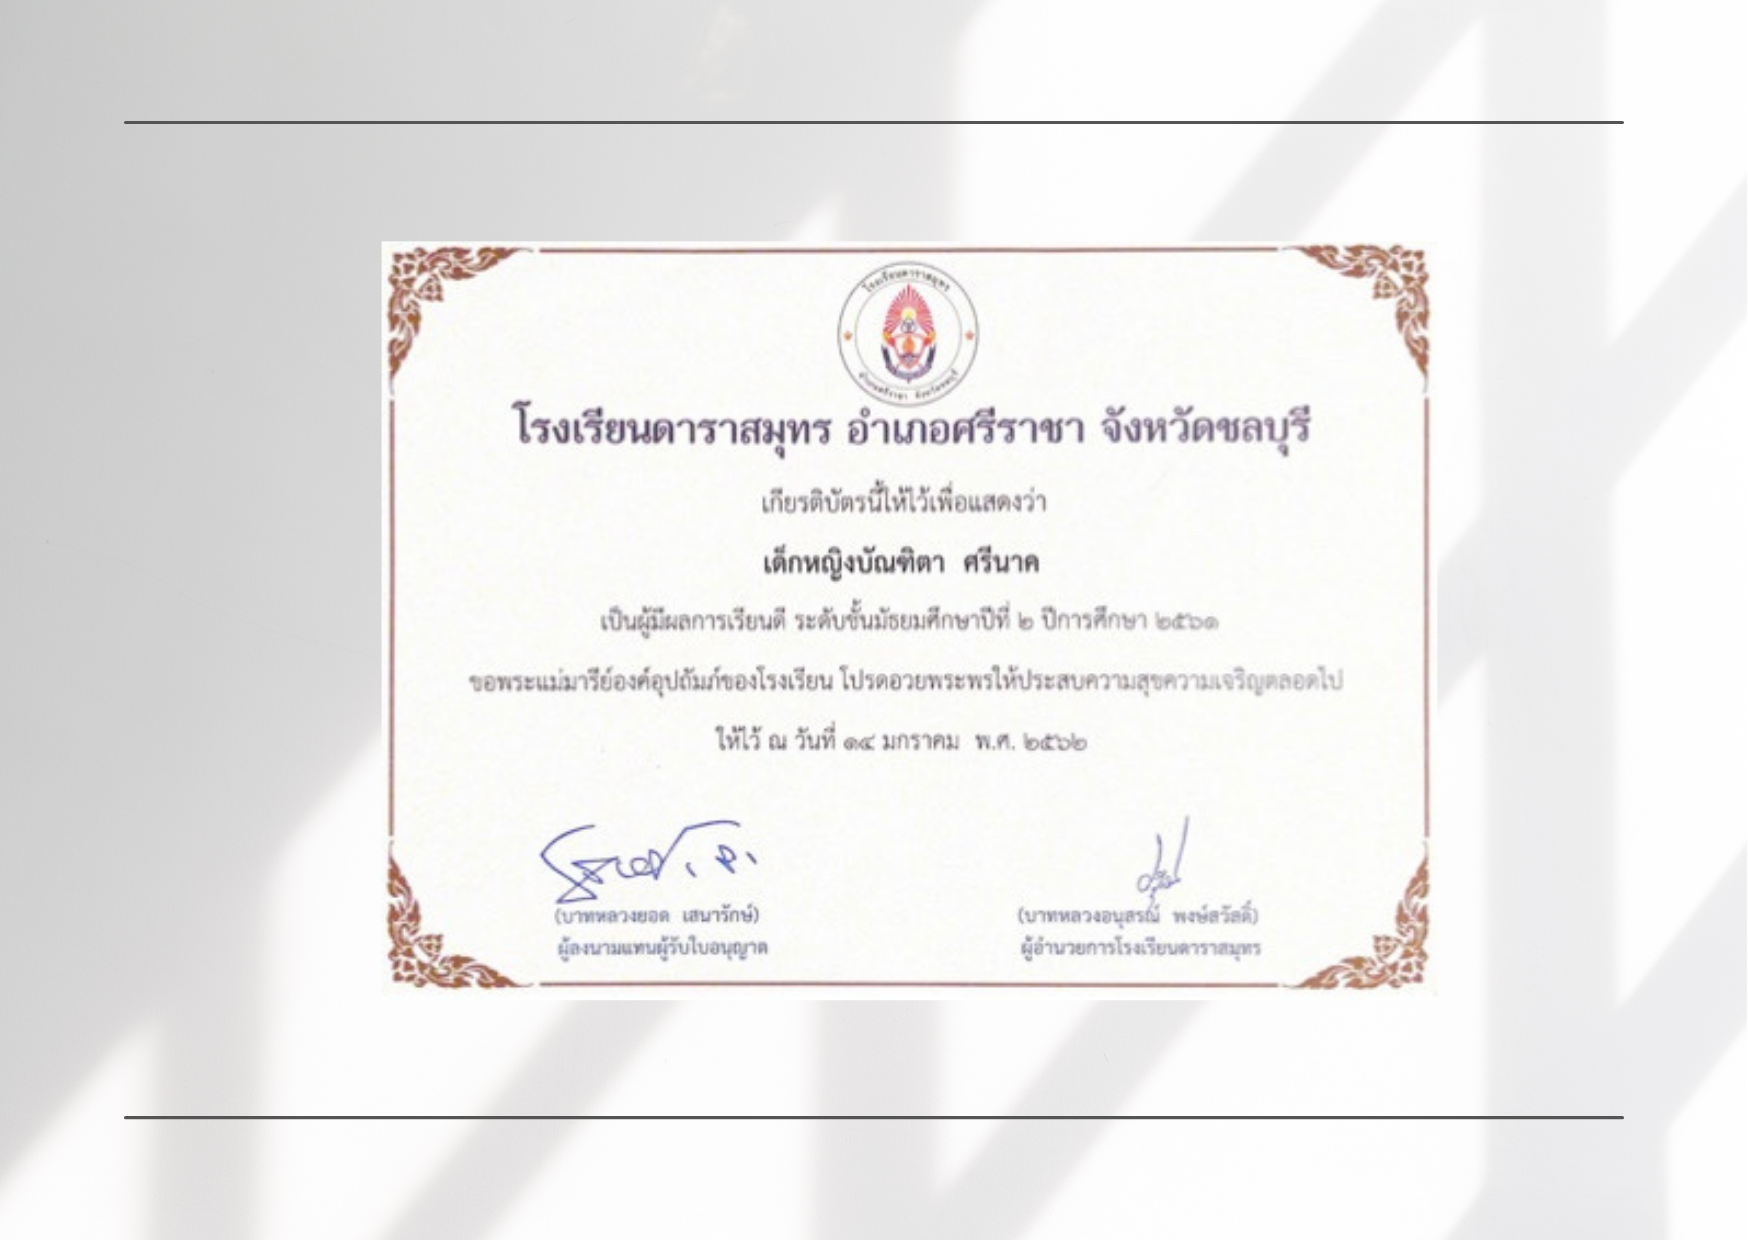 โรงเรียนดาราสมุทร
อำเภอศรีราชา จังหวัดชลบุรี
โรงเรียนดาราสมุทร อำเภอศรีราชา จังหวัดชลบุรี
เกียรติบัตรนี้ให้ไว้เพื่อแสดงว่า
เด็กหญิงบัณฑิตา ศรีนาค
เป็นผู้มีผลการเรียนดี ระดับชั้นมัธยมศึกษาปีที่ ๒ ปีการศึกษา ๒๕๖๑
ขอพระแม่มารีย์องค์อุปถัมภ์ของโรงเรียน โปรดอวยพระพรให้ประสบความสุขความเจริญตลอดไป
ให้ไว้ ณ วันที่ ๑๔ มกราคม พ.ศ. ๒๕๖๒
(บาทหลวงยอด เสนารักษ์)
ผู้ลงนามแทนผู้รับใบอนุญาต
(บาทหลวงอนุสรณ์ พงษ์สวัสดิ์)
ผู้อำนวยการโรงเรียนดาราสมุทร